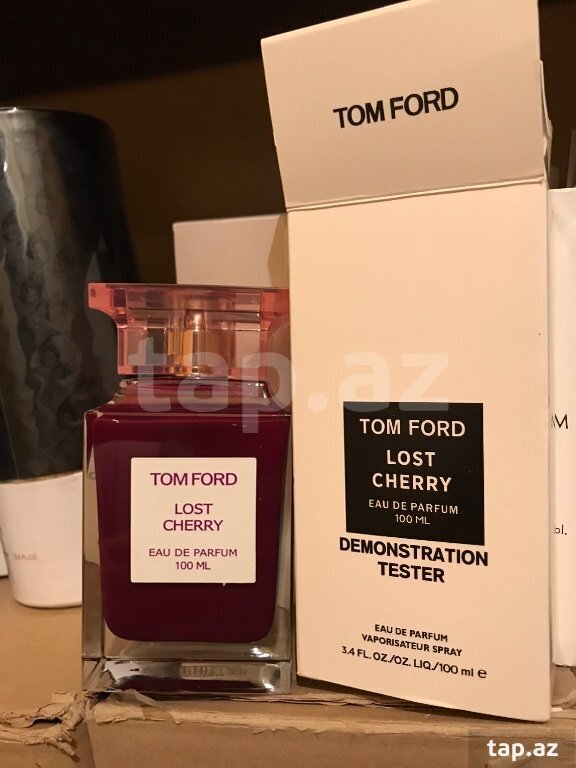 TOM FORD
tap.az
TOM FORD
LOST
CHERRY
EAU DE PARFUM
100 ML
TOM FORD
LOST
CHERRY
EAU DE PARFUM
100 ML
DEMONSTRATION
TESTER
EAU DE PARFUM
VAPORISATEUR SPRAY
3.4 FL. OZ./OZ. LIQ./100 ml e
tap.az